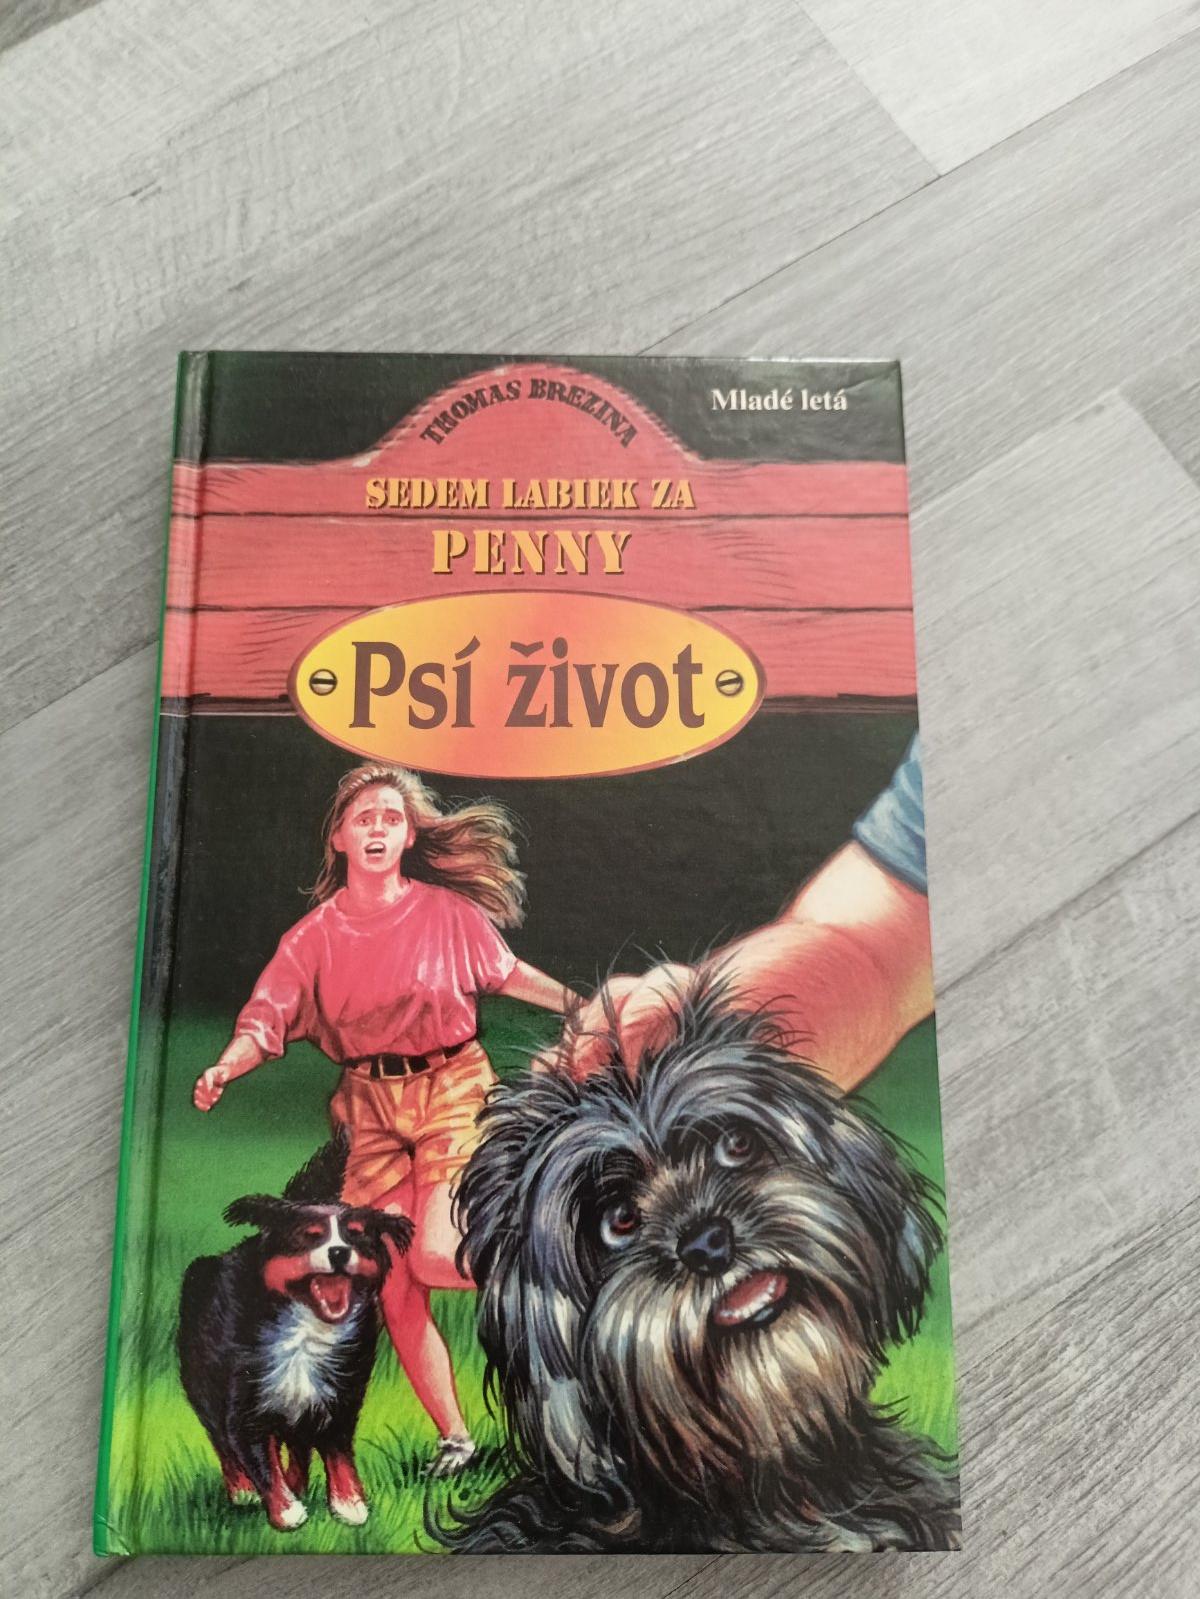 THOMAS BREZINA
Mladé letá
SEDEM LABIEK ZA
PENNY
Psí život